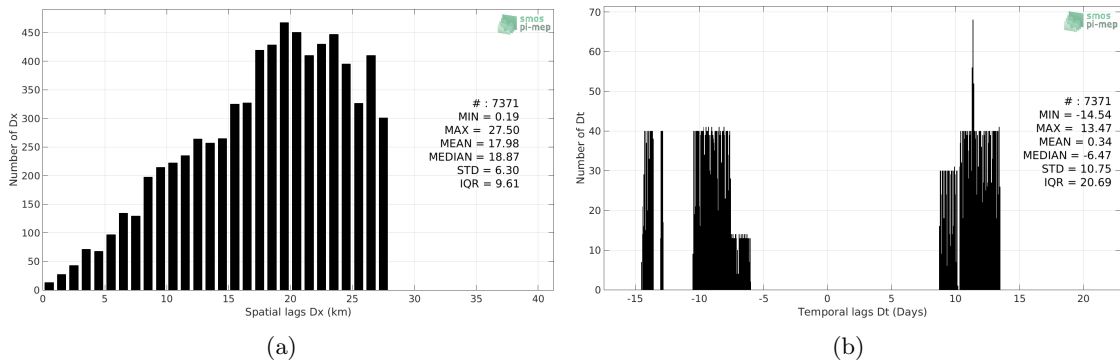 smos
pi-mep
450
400
350
300
250
200
150
100
50
0
Number of Dx
# : 7371
MIN = 0.19
MAX = 27.50
MEAN = 17.98
MEDIAN = 18.87
STD = 6.30
IQR = 9.61
0 5 10 15 20 25 30 35 40
Spatial lags Dx (km)
(a)
smos
pi-mep
70
60
50
40
30
20
10
0
Number of Dt
# : 7371
MIN = -14.54
MAX = 13.47
MEAN = 0.34
MEDIAN = -6.47
STD = 10.75
IQR = 20.69
-15 -10 -5 0 5 10 15 20
Temporal lags Dt (Days)
(b)